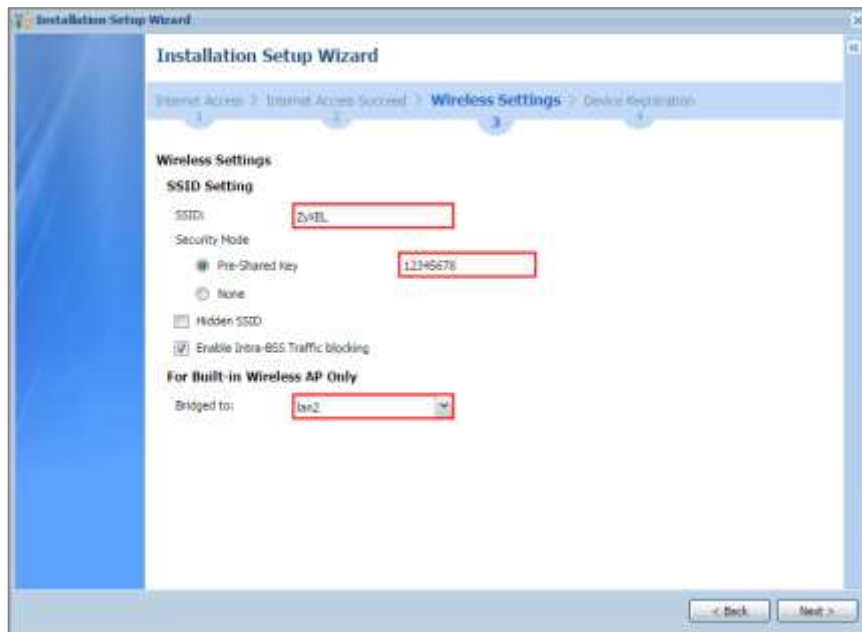 Installation Setup Wizard
Installation Setup Wizard
Internet Access > Internet Access Succeed > Wireless Settings > Device Registration
1 2 3 4
Wireless Settings
SSID Setting
SSID: ZyXEL
Security Mode
Pre-Shared Key 12345678
None
Hidden SSID
Enable Intra-BSS Traffic blocking
For Built-in Wireless AP Only
Bridged to: lan2
< Back Next >